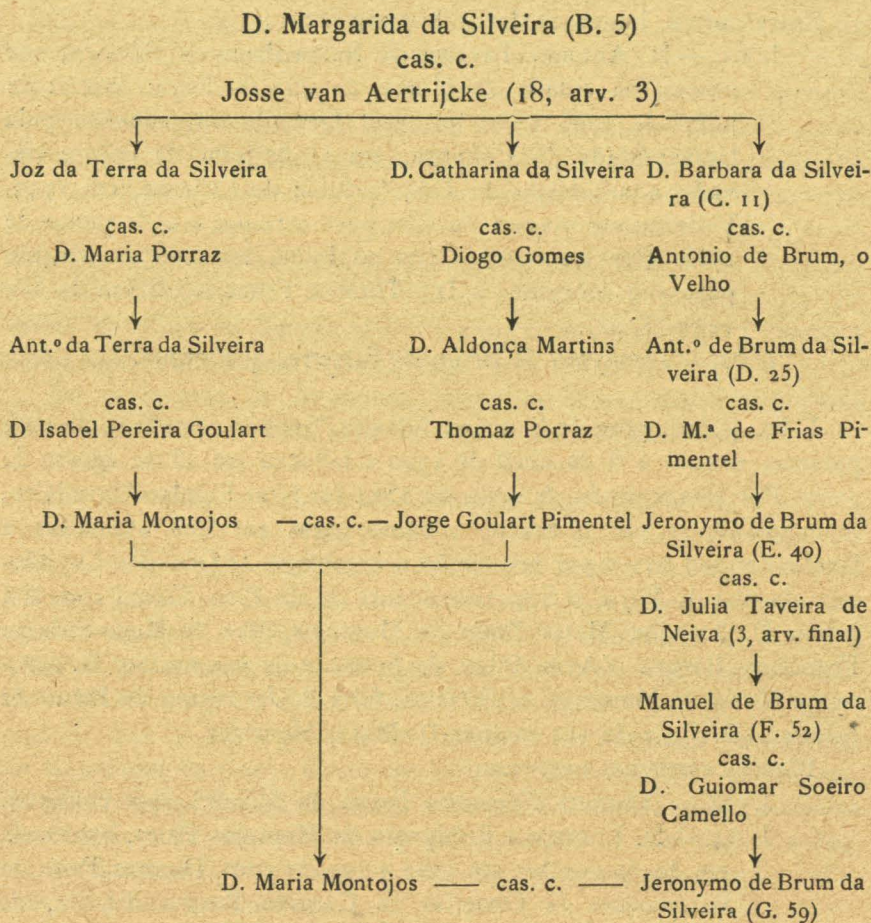 D. Margarida da Silveira (B. 5)
cas. c.
Josse van Aertrijcke (18, arv. 3)
Joz da Terra da Silveira
cas. c.
D. Maria Porraz
Ant.º da Terra da Silveira
cas. c.
D Isabel Pereira Goulart
D. Catharina da Silveira
cas. c.
Diogo Gomes
D. Aldonça Martins
cas. c.
Thomaz Porraz
D. Maria Montojos — cas. c. — Jorge Goulart Pimentel
D. Barbara da Silvei-
ra (C. 11)
cas. c.
Antonio de Brum, o
Velho
Ant.º de Brum da Sil-
veira (D. 25)
cas. c.
D. M.ª de Frias Pi-
mentel
Jeronymo de Brum da
Silveira (E. 40)
cas. c.
D. Julia Taveira de
Neiva (3, arv. final)
Manuel de Brum da
Silveira (F. 52)
cas. c.
D. Guiomar Soeiro
Camello
D. Maria Montojos —— cas. c. —— Jeronymo de Brum da
Silveira (G. 59)